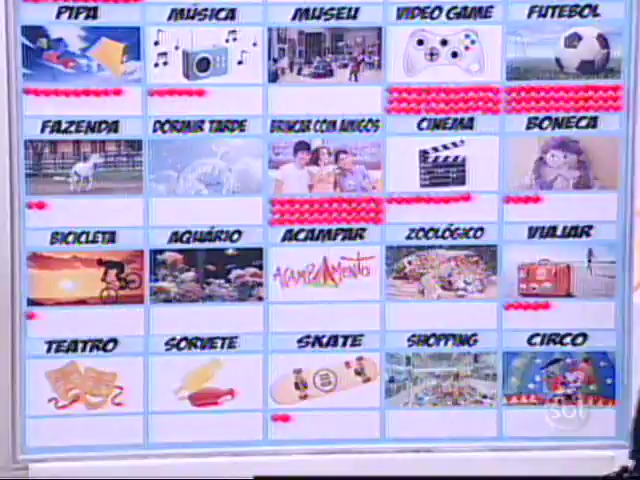 PIPA MÚSICA MUSEU VIDEO GAME FUTEBOL
FAZENDA DORMIR TARDE BRINCAR COM AMIGOS CINEMA BONECA
BICICLETA AQUÁRIO ACAMPAR ZOOLÓGICO VIAJAR
ACAMPAMENTO
TEATRO SORVETE SKATE SHOPPING CIRCO
SBT